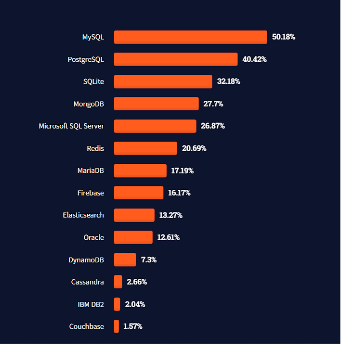 MySQL 50.18%
PostgreSQL 40.42%
SQLite 32.18%
MongoDB 27.7%
Microsoft SQL Server 26.87%
Redis 20.69%
MariaDB 17.19%
Firebase 16.17%
Elasticsearch 13.27%
Oracle 12.61%
DynamoDB 7.3%
Cassandra 2.66%
IBM DB2 2.04%
Couchbase 1.57%